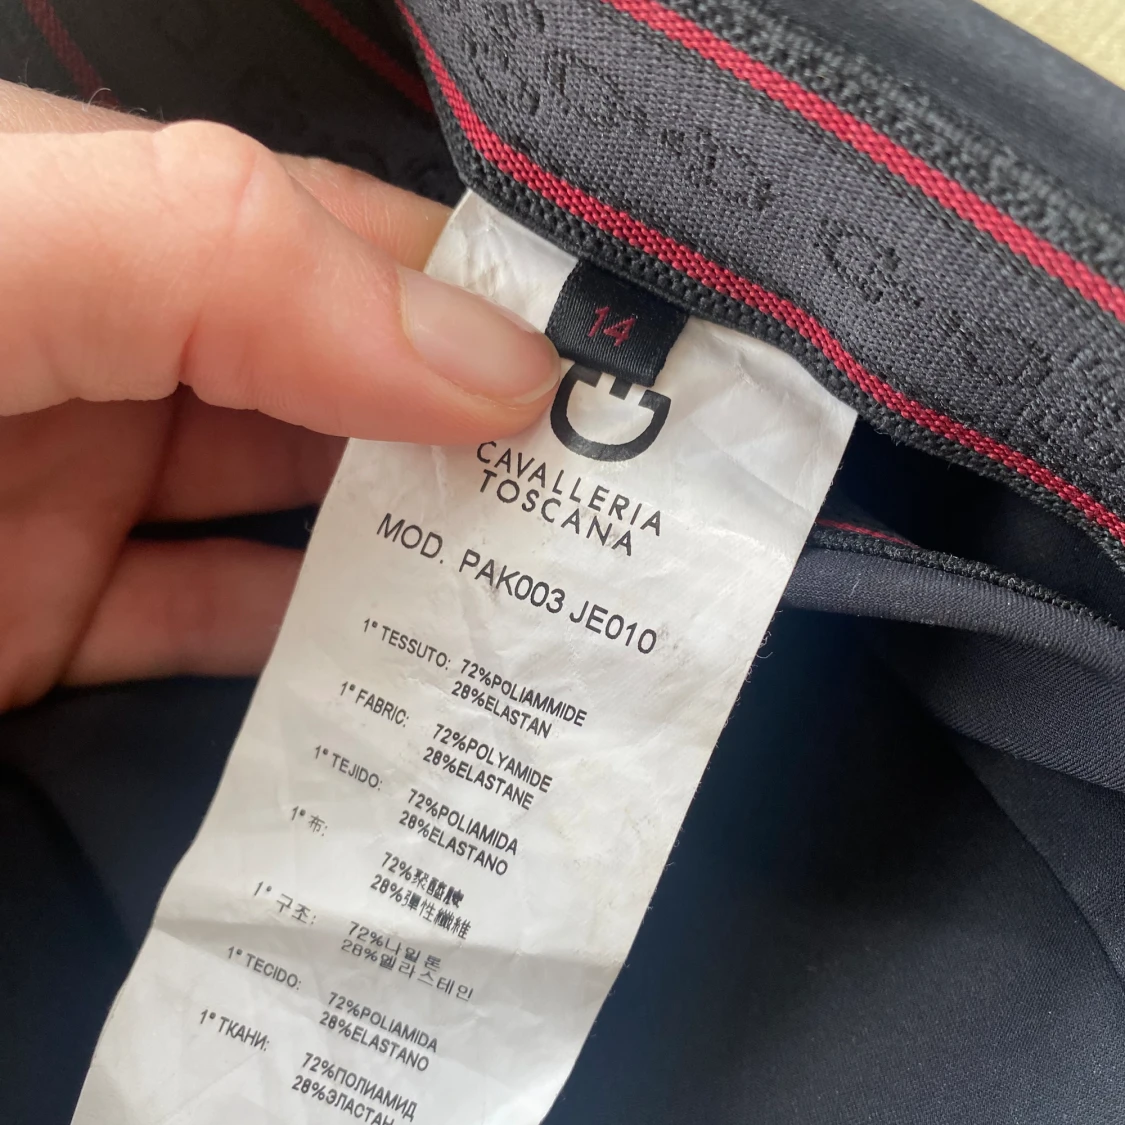 14
CAVALLERIA
TOSCANA
MOD. PAK003 JE010
1° TESSUTO: 72%POLIAMMIDE
28%ELASTAN
1° FABRIC: 72%POLYAMIDE
28%ELASTANE
1° TEJIDO: 72%POLIAMIDA
28%ELASTANO
1° 布:
72%聚醯胺
28%彈性纖維
1° 구조:
72%나일론
28%엘라스테인
1° TECIDO: 72%POLIAMIDA
28%ELASTANO
1° ТКАНИ: 72%ПОЛИАМИД
28%ЭЛАСТАН